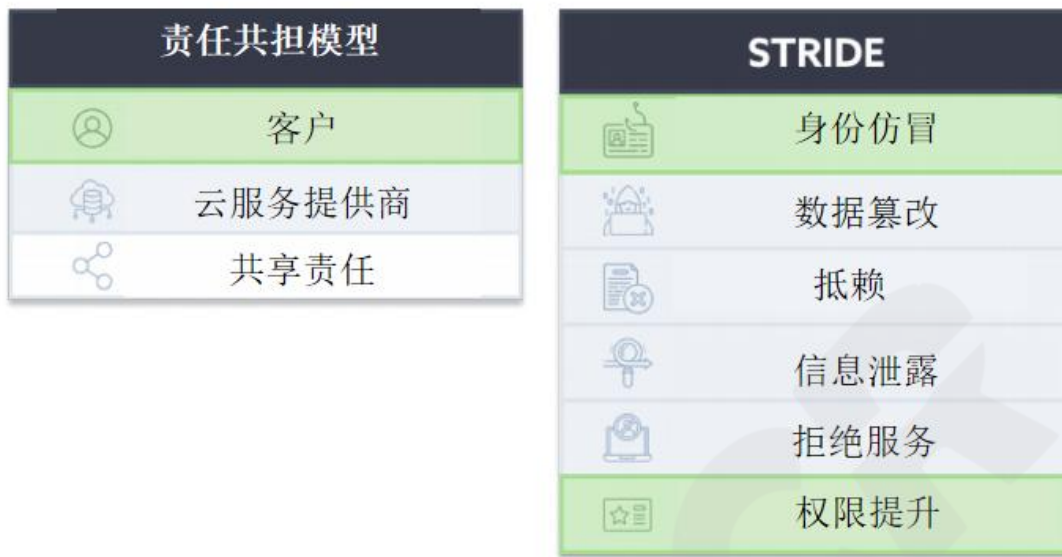 责任共担模型
客户
云服务提供商
共享责任
STRIDE
身份仿冒
数据篡改
抵赖
信息泄露
拒绝服务
权限提升